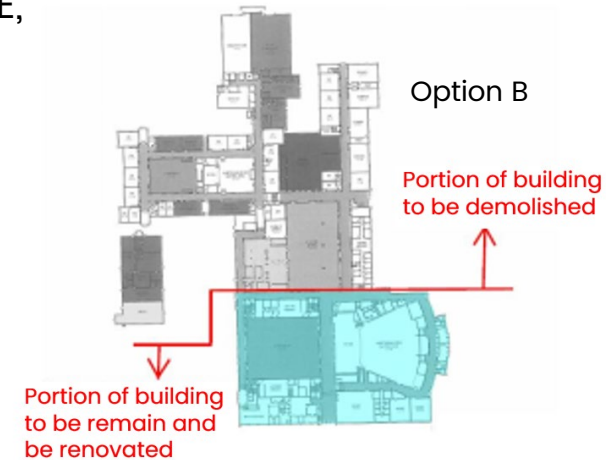 E,
Option B
Portion of building
to be demolished
Portion of building
to be remain and
be renovated